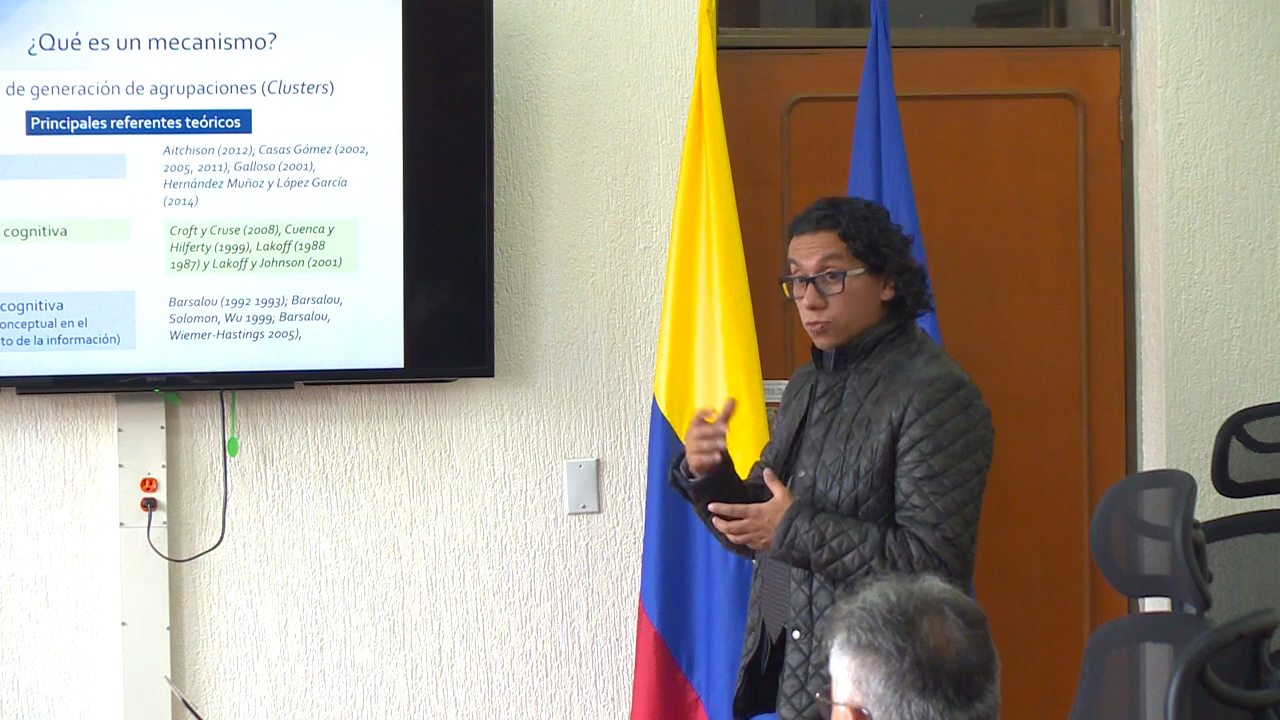 ¿Qué es un mecanismo?
de generación de agrupaciones (Clusters)
Principales referentes teóricos
Aitchison (2012); Casas Gómez (2002,
2005, 2011); Galloso (2001),
Hernández Muñoz y López García
(2014)
cognitiva
Croft y Cruse (2008), Cuenca y
Hilferty (1999), Lakoff (1988
1987) y Lakoff y Johnson (2001)
cognitiva
onceptual en el
to de la información)
Barsalou (1992 1993); Barsalou,
Solomon, Wu 1999; Barsalou,
Wiemer-Hastings 2005),